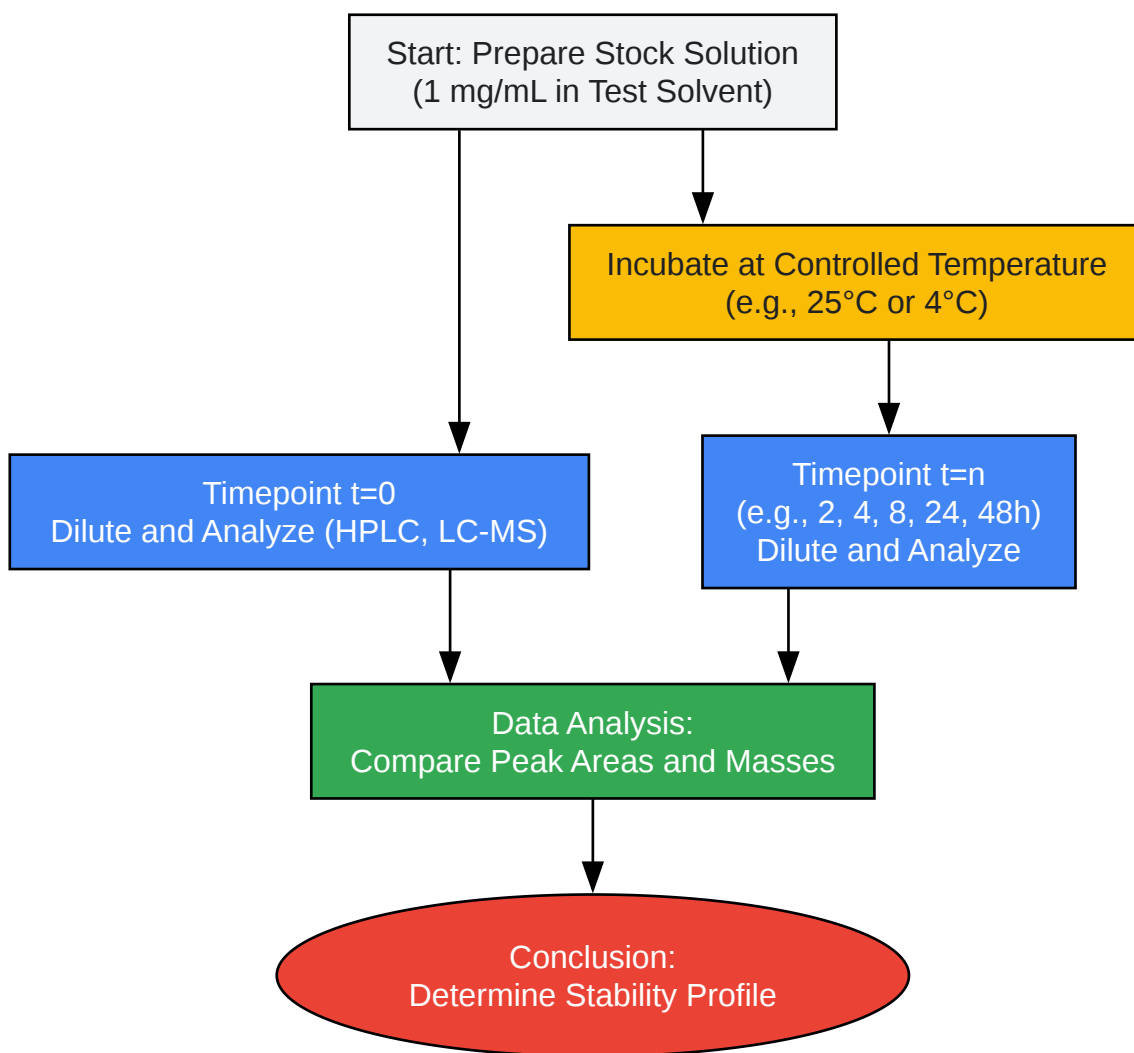 Start: Prepare Stock Solution
(1 mg/mL in Test Solvent)
Incubate at Controlled Temperature
(e.g., 25°C or 4°C)
Timepoint t=0
Dilute and Analyze (HPLC, LC-MS)
Timepoint t=n
(e.g., 2, 4, 8, 24, 48h)
Dilute and Analyze
Data Analysis:
Compare Peak Areas and Masses
Conclusion:
Determine Stability Profile